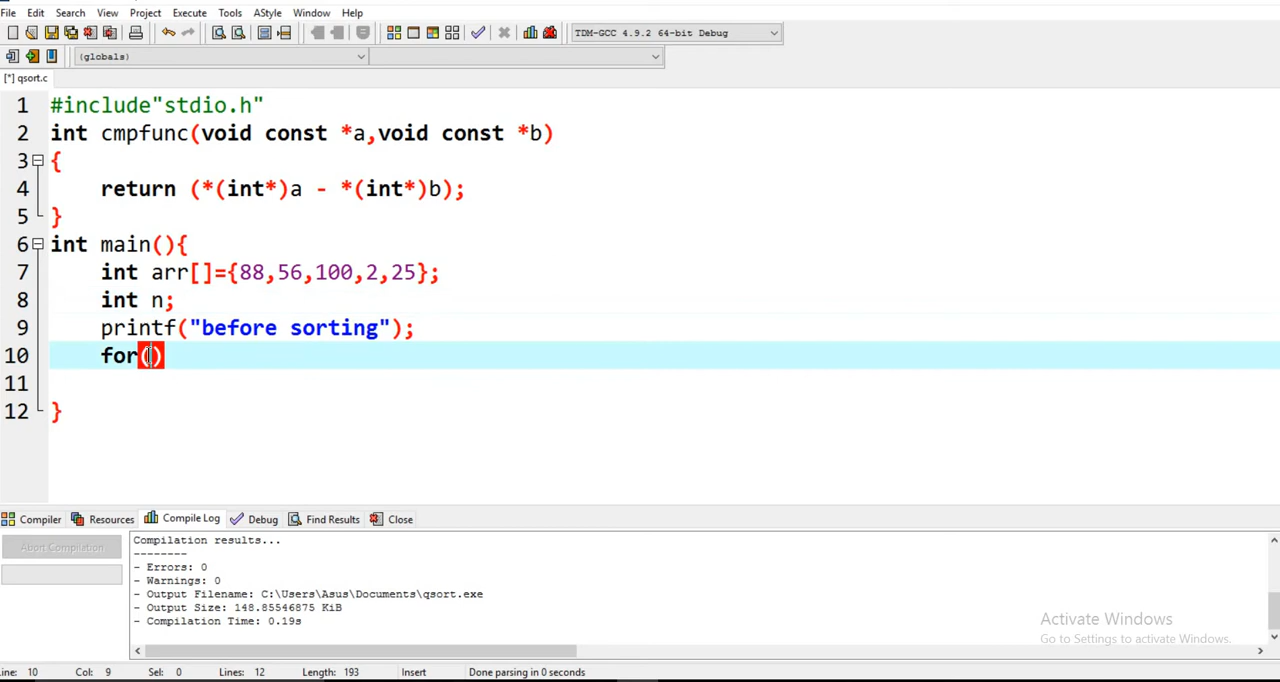 File Edit Search View Project Execute Tools AStyle Window Help
TDM-GCC 4.9.2 64-bit Debug
(globals)
[*] qsort.c
1 #include"stdio.h"
2 int cmpfunc(void const *a,void const *b)
3 {
4 return (*(int*)a - *(int*)b);
5 }
6 int main(){
7 int arr[]={88,56,100,2,25};
8 int n;
9 printf("before sorting");
10 for()
11
12 }
Compiler Resources Compile Log Debug Find Results Close
Abort Compilation
Compilation results...
--------
- Errors: 0
- Warnings: 0
- Output Filename: C:\Users\Asus\Documents\qsort.exe
- Output Size: 148.85546875 KiB
- Compilation Time: 0.19s
Activate Windows
Go to Settings to activate Windows.
ine: 10 Col: 9 Sel: 0 Lines: 12 Length: 193 Insert Done parsing in 0 seconds